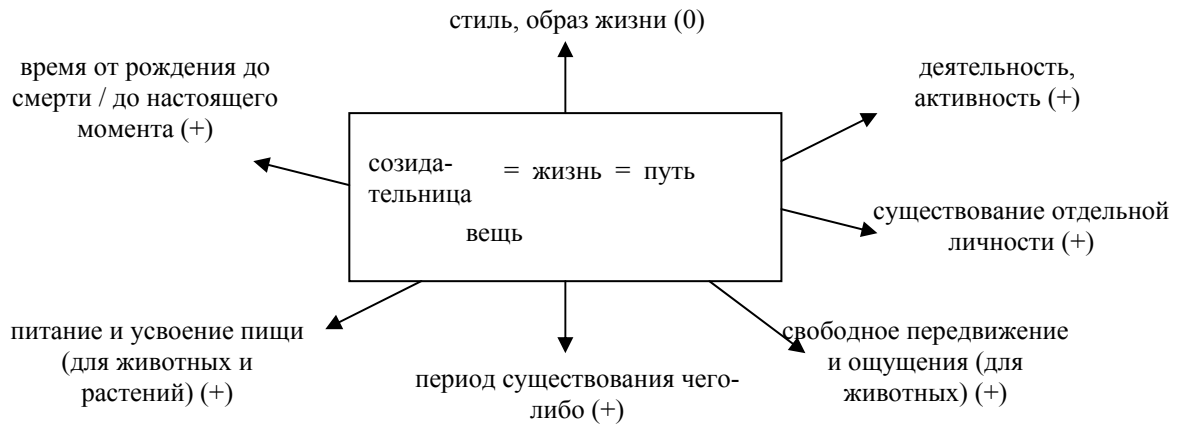 стиль, образ жизни (0)
время от рождения до
смерти / до настоящего
момента (+)
деятельность,
активность (+)
созида-
тельница
= жизнь = путь
вещь
существование отдельной
личности (+)
питание и усвоение пищи
(для животных и
растений) (+)
период существования чего-
либо (+)
свободное передвижение
и ощущения (для
животных) (+)